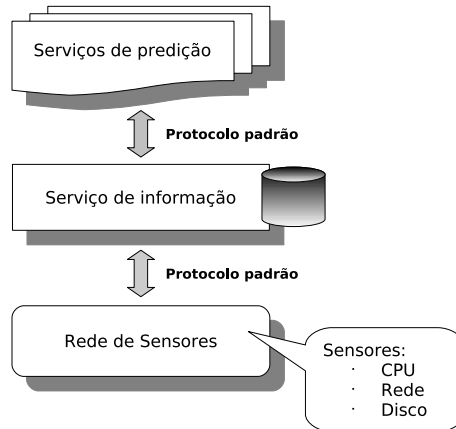 Serviços de predição
Protocolo padrão
Serviço de informação
Protocolo padrão
Rede de Sensores
Sensores:
· CPU
· Rede
· Disco